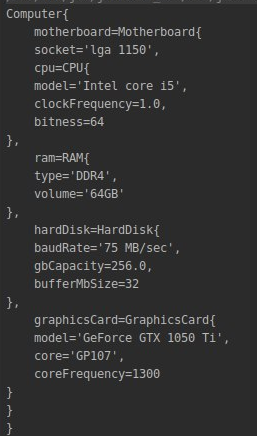 Computer{
    motherboard=Motherboard{
    socket='lga 1150',
    cpu=CPU{
    model='Intel core i5',
    clockFrequency=1.0,
    bitness=64
},
    ram=RAM{
    type='DDR4',
    volume='64GB'
},
    hardDisk=HardDisk{
    baudRate='75 MB/sec',
    gbCapacity=256.0,
    bufferMbSize=32
},
    graphicsCard=GraphicsCard{
    model='GeForce GTX 1050 Ti',
    core='GP107',
    coreFrequency=1300
}
}
}